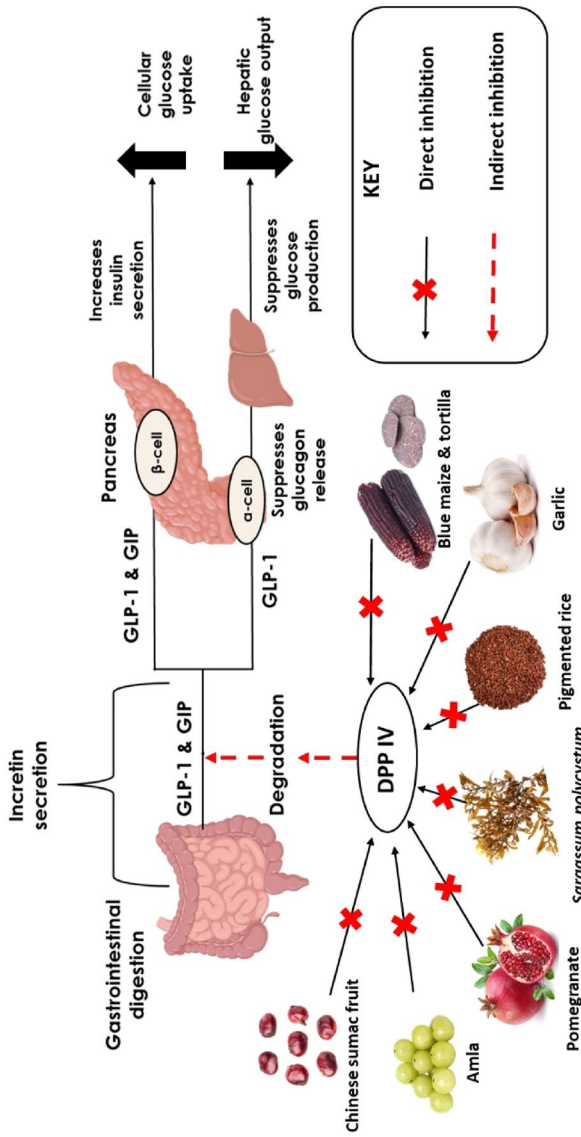 Incretin
secretion
Gastrointestinal
digestion
GLP-1 & GIP
Degradation
GLP-1 & GIP
GLP-1
Pancreas
β-cell
α-cell
Suppresses
glucagon
release
Increases
insulin
secretion
Suppresses
glucose
production
Cellular
glucose
uptake
Hepatic
glucose output
DPP IV
Chinese sumac fruit
Amla
Pomegranate
Sargassum polycystum
Pigmented rice
Garlic
Blue maize & tortilla
KEY
Direct inhibition
Indirect inhibition